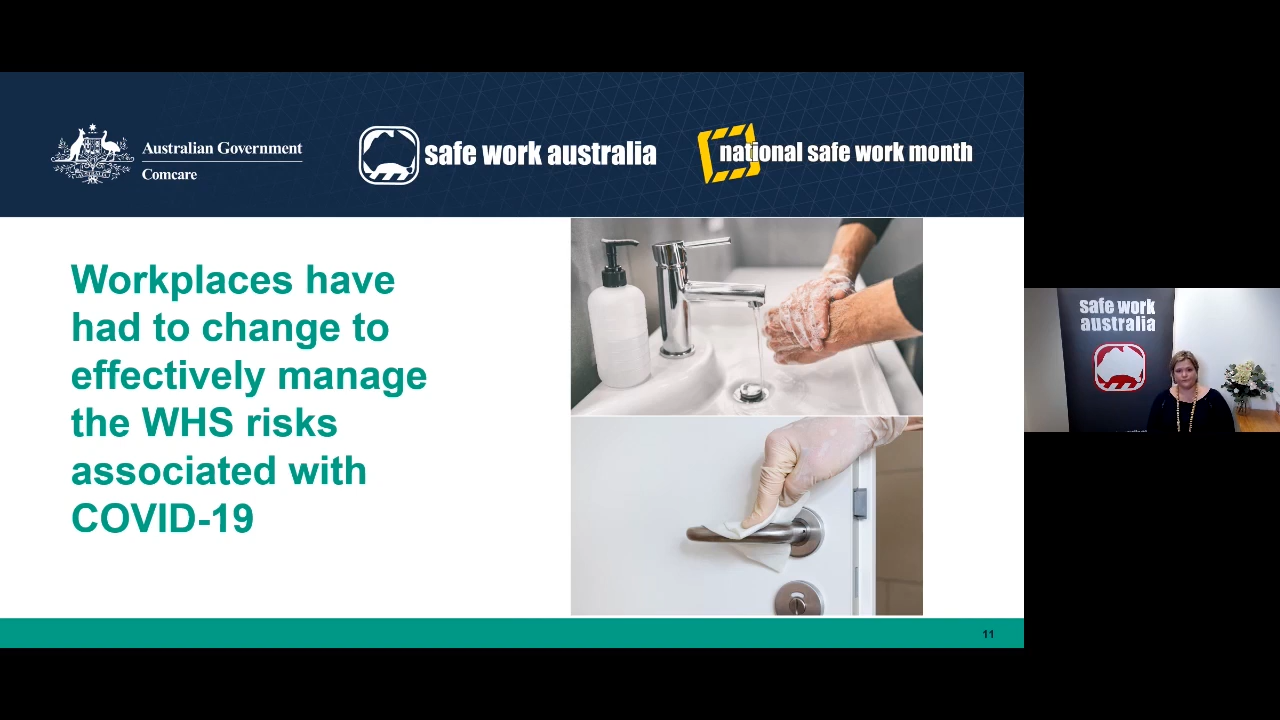 Australian Government
Comcare
safe work australia
national safe work month
Workplaces have
had to change to
effectively manage
the WHS risks
associated with
COVID-19
11
safe work
australia